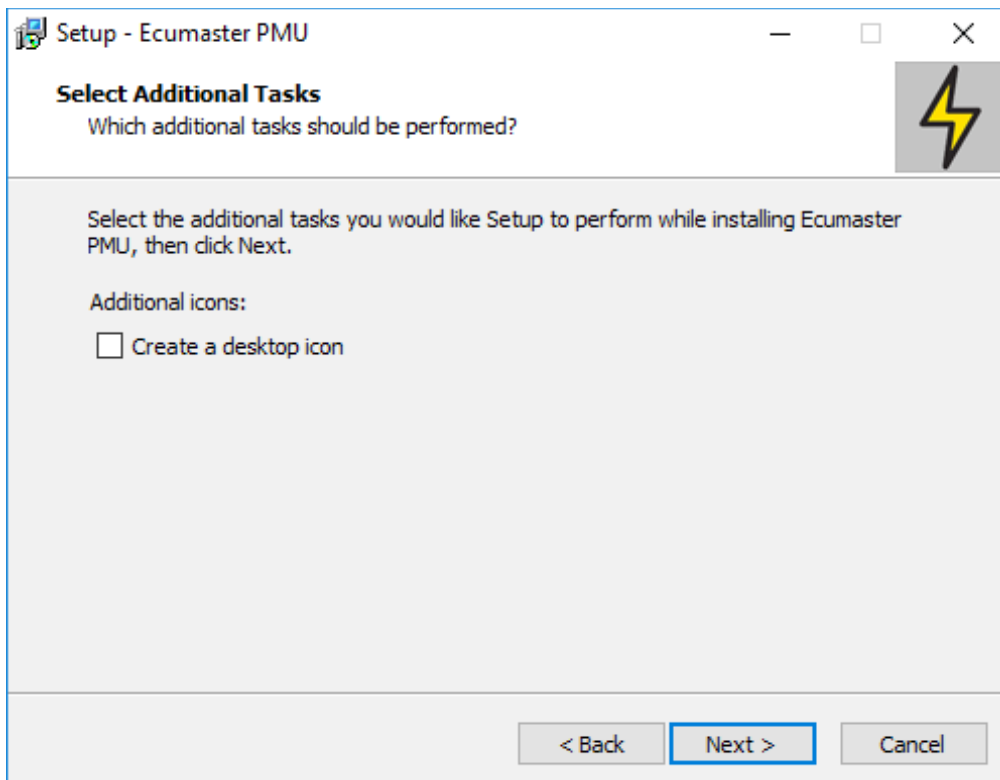 Setup - Ecumaster PMU
Select Additional Tasks
Which additional tasks should be performed?
Select the additional tasks you would like Setup to perform while installing Ecumaster
PMU, then click Next.
Additional icons:
Create a desktop icon
< Back
Next >
Cancel